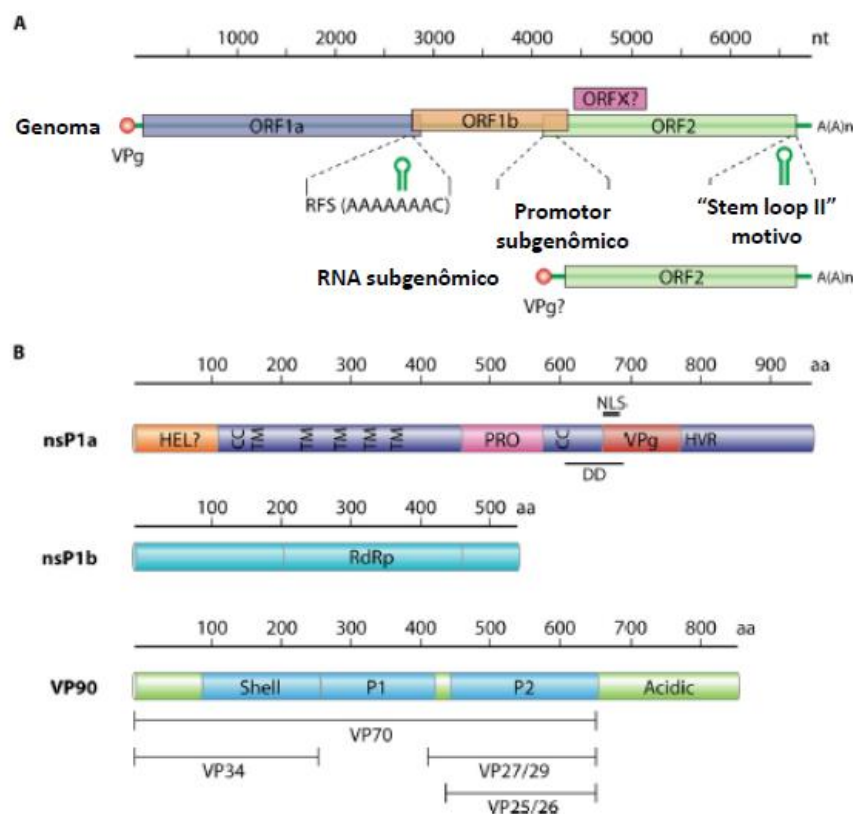 A
1000 2000 3000 4000 5000 6000 nt
ORFX?
Genoma ORF1a ORF1b ORF2 A(A)n
VPg
RFS (AAAAAAAC) Promotor subgenômico “Stem loop II” motivo
RNA subgenômico ORF2 A(A)n
VPg?
B
100 200 300 400 500 600 700 800 900 aa
NLS
nsP1a HEL? CC TM TM TM TM TM PRO CC VPg HVR
DD
100 200 300 400 500 aa
nsP1b RdRp
100 200 300 400 500 600 700 800 aa
VP90 Shell P1 P2 Acidic
VP70
VP34 VP27/29
VP25/26